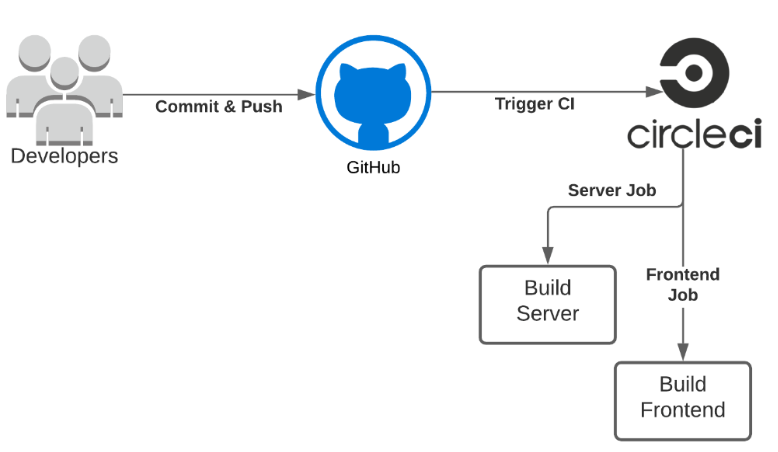 Commit & Push
Developers
GitHub
Trigger CI
circleci
Server Job
Build
Server
Frontend
Job
Build
Frontend